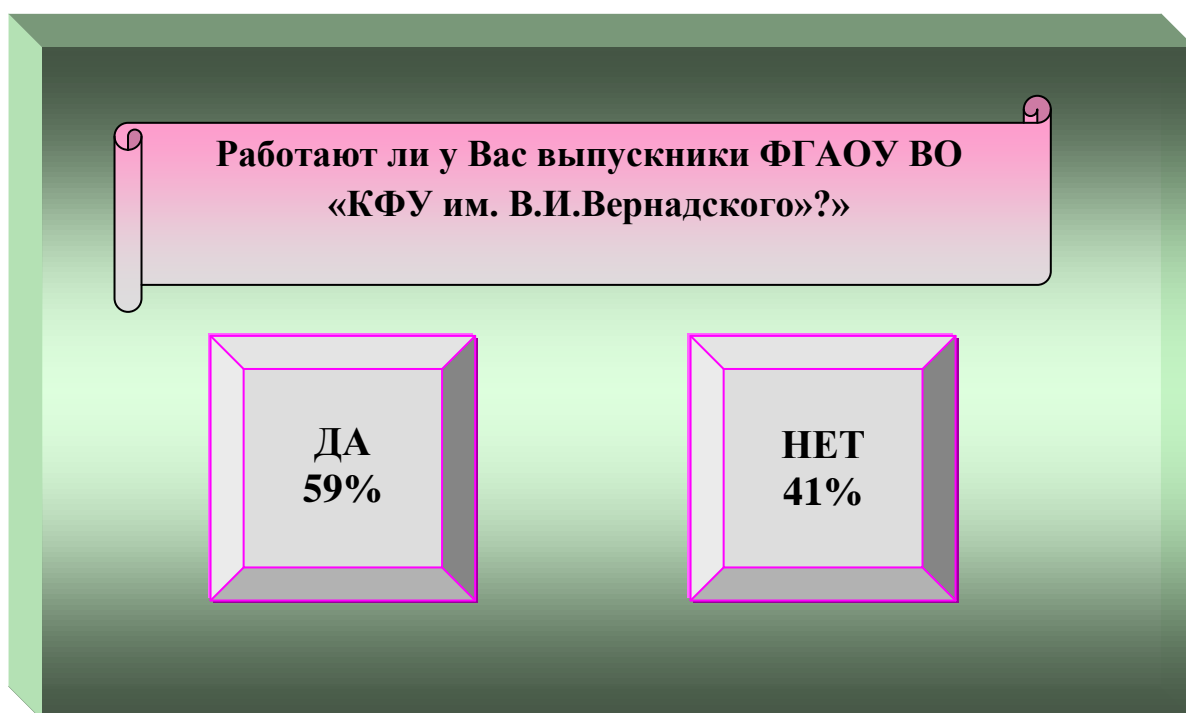 Работают ли у Вас выпускники ФГАОУ ВО
«КФУ им. В.И.Вернадского»?»
ДА
59%
НЕТ
41%